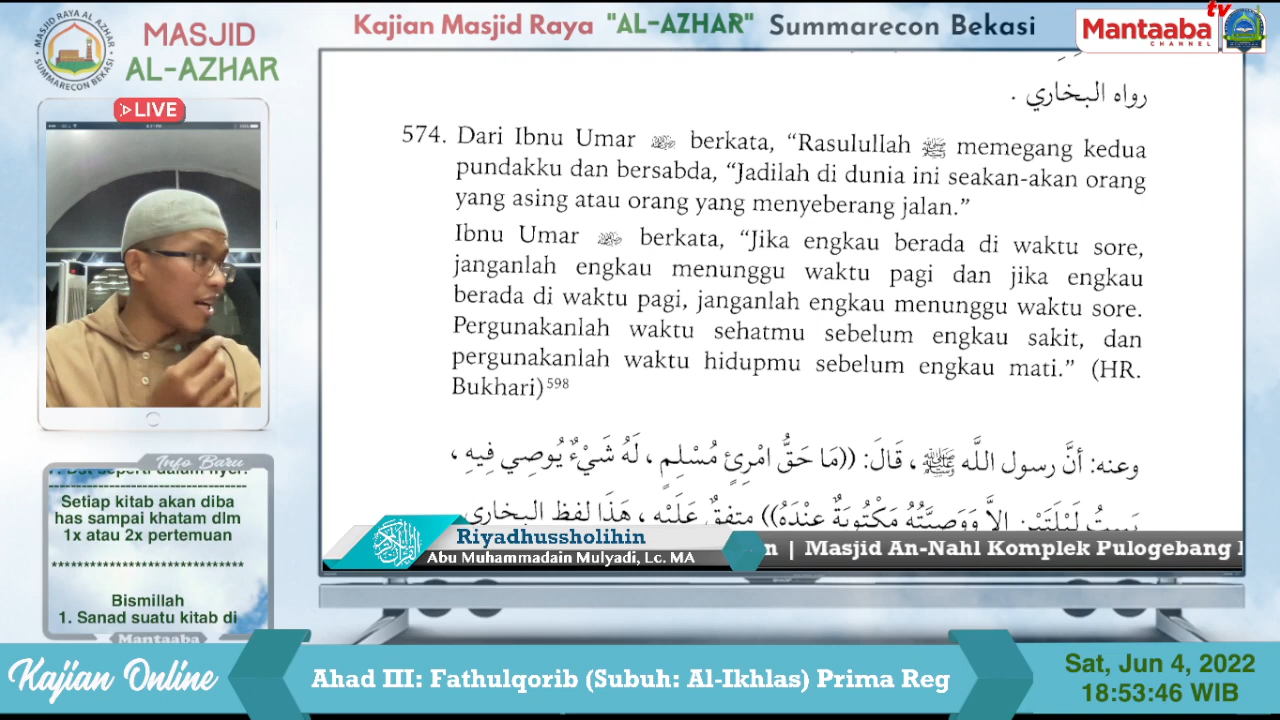 MASJID RAYA AL AZHAR
SUMMARECON BEKASI
MASJID
AL-AZHAR
Kajian Masjid Raya "AL-AZHAR" Summarecon Bekasi
Mantaaba tv
CHANNEL
LIVE
رواه البخاري .
574. Dari Ibnu Umar berkata, “Rasulullah ﷺ memegang kedua
pundakku dan bersabda, “Jadilah di dunia ini seakan-akan orang
yang asing atau orang yang menyeberang jalan.”
Ibnu Umar berkata, “Jika engkau berada di waktu sore,
janganlah engkau menunggu waktu pagi dan jika engkau
berada di waktu pagi, janganlah engkau menunggu waktu sore.
Pergunakanlah waktu sehatmu sebelum engkau sakit, dan
pergunakanlah waktu hidupmu sebelum engkau mati.” (HR.
Bukhari)598
وعنه: أنَّ رسول اللَّه ﷺ ، قَالَ: ((مَا حَقُّ امْرِئٍ مُسْلِمٍ ، لَهُ شَيْءٌ يُوصِي فِيهِ ،
يَبِيتُ لَيْلَتَيْنِ إلاَّ وَوَصِيَّتُهُ مَكْتُوبَةٌ عِنْدَهُ)) متفقٌ عَلَيْهِ ، هَذَا لفظ البخاري
Info Baru
Setiap kitab akan diba
has sampai khatam dlm
1x atau 2x pertemuan
******************************
Bismillah
1. Sanad suatu kitab di
Mantaaba
Riyadhussholihin
Abu Muhammadain Mulyadi, Lc. MA
n | Masjid An-Nahl Komplek Pulogebang
Kajian Online
Ahad III: Fathulqorib (Subuh: Al-Ikhlas) Prima Reg
Sat, Jun 4, 2022
18:53:46 WIB